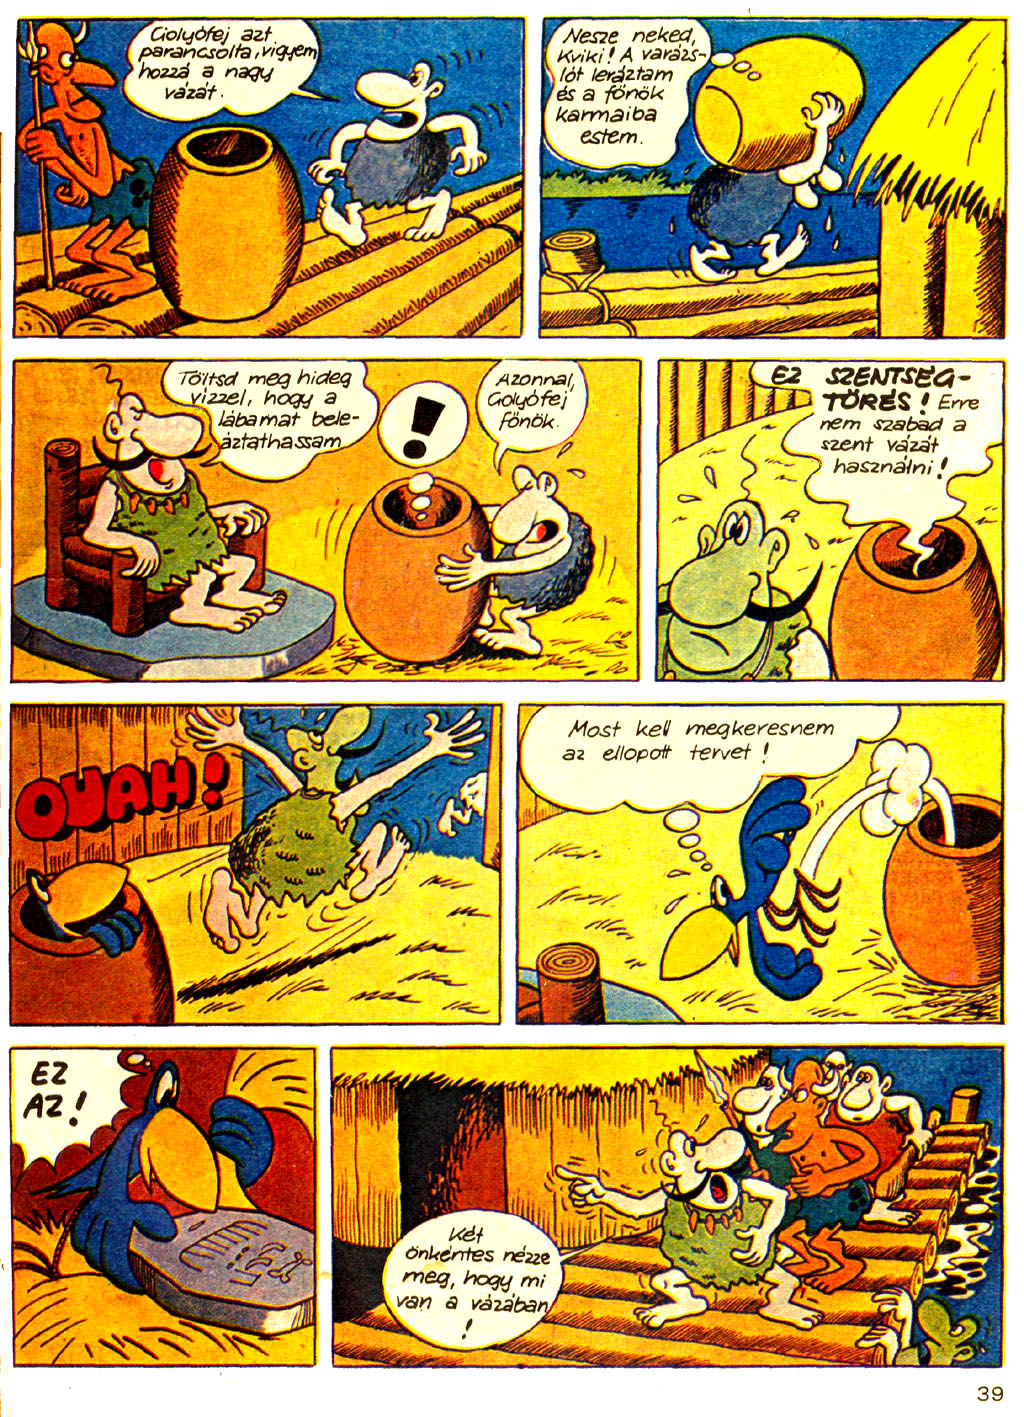 Golyófej azt
parancsolta, vigyem
hozzá a nagy
vázát.
Nesze neked,
Kviki! A varázs-
lót leráztam
és a főnök
karmaiba
estem.
Töltsd meg hideg
vízzel, hogy a
lábamat bele-
áztathassam
!
Azonnal,
Golyófej
főnök.
EZ SZENTSÉG-
TÖRÉS! Erre
nem szabad a
szent vázát
használni!
OUAH!
Most kell megkeresnem
az ellopott tervet!
EZ
AZ!
Két
önkéntes nézze
meg, hogy mi
van a vázában
!
39